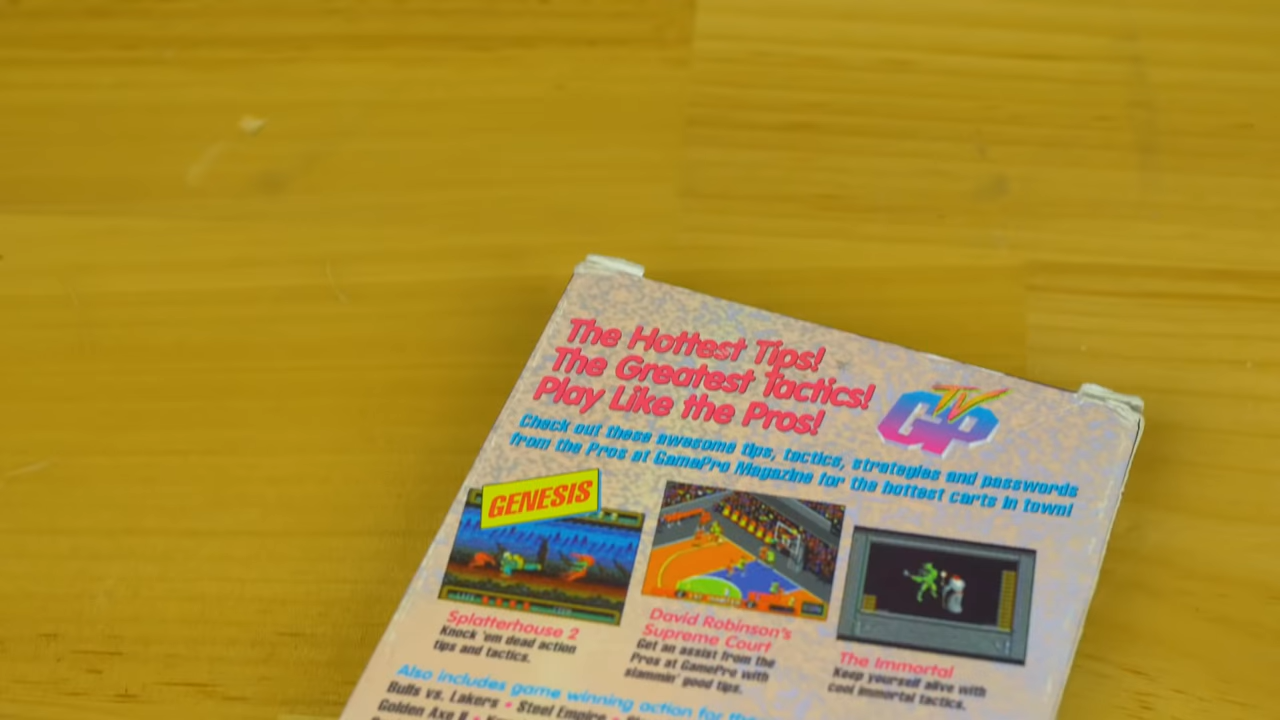 The Hottest Tips!
The Greatest Tactics!
Play Like the Pros!
TV
GP
Check out these awesome tips, tactics, strategies and passwords
from the Pros at GamePro Magazine for the hottest carts in town!
GENESIS
Splatterhouse 2
Knock 'em dead action
tips and tactics.
David Robinson's
Supreme Court
Get an assist from the
Pros at GamePro with
slammin' good tips.
The Immortal
Keep yourself alive with
cool immortal tactics.
Also includes game winning action for
Bulls vs. Lakers • Steel Empire •
Golden Axe II •